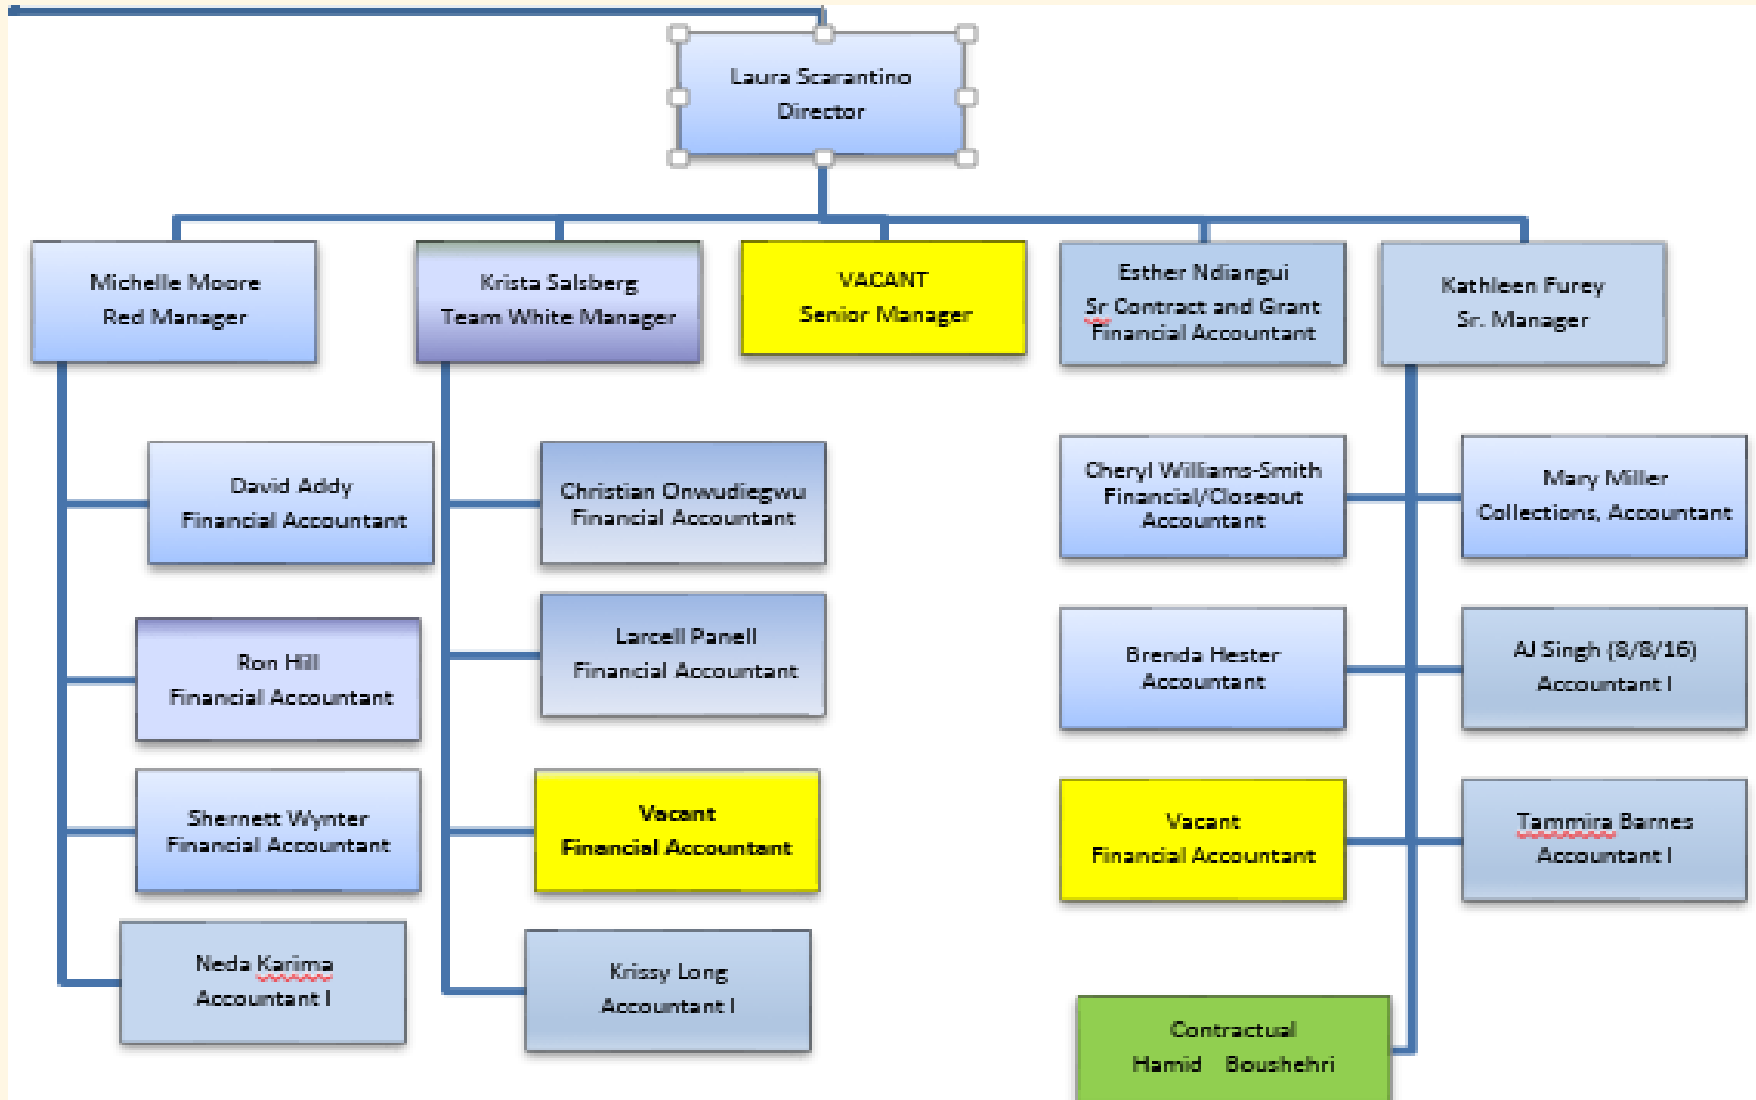 Laura Scarantino
Director
Michelle Moore
Red Manager
Krista Salsberg
Team White Manager
VACANT
Senior Manager
Esther Ndiangui
Sr Contract and Grant
Financial Accountant
Kathleen Furey
Sr. Manager
David Addy
Financial Accountant
Ron Hill
Financial Accountant
Shernett Wynter
Financial Accountant
Neda Karima
Accountant I
Christian Onwudiegwu
Financial Accountant
Larcell Panell
Financial Accountant
Vacant
Financial Accountant
Krissy Long
Accountant I
Cheryl Williams-Smith
Financial/Closeout
Accountant
Mary Miller
Collections, Accountant
Brenda Hester
Accountant
AJ Singh (8/8/16)
Accountant I
Vacant
Financial Accountant
Tammira Barnes
Accountant I
Contractual
Hamid Boushehri